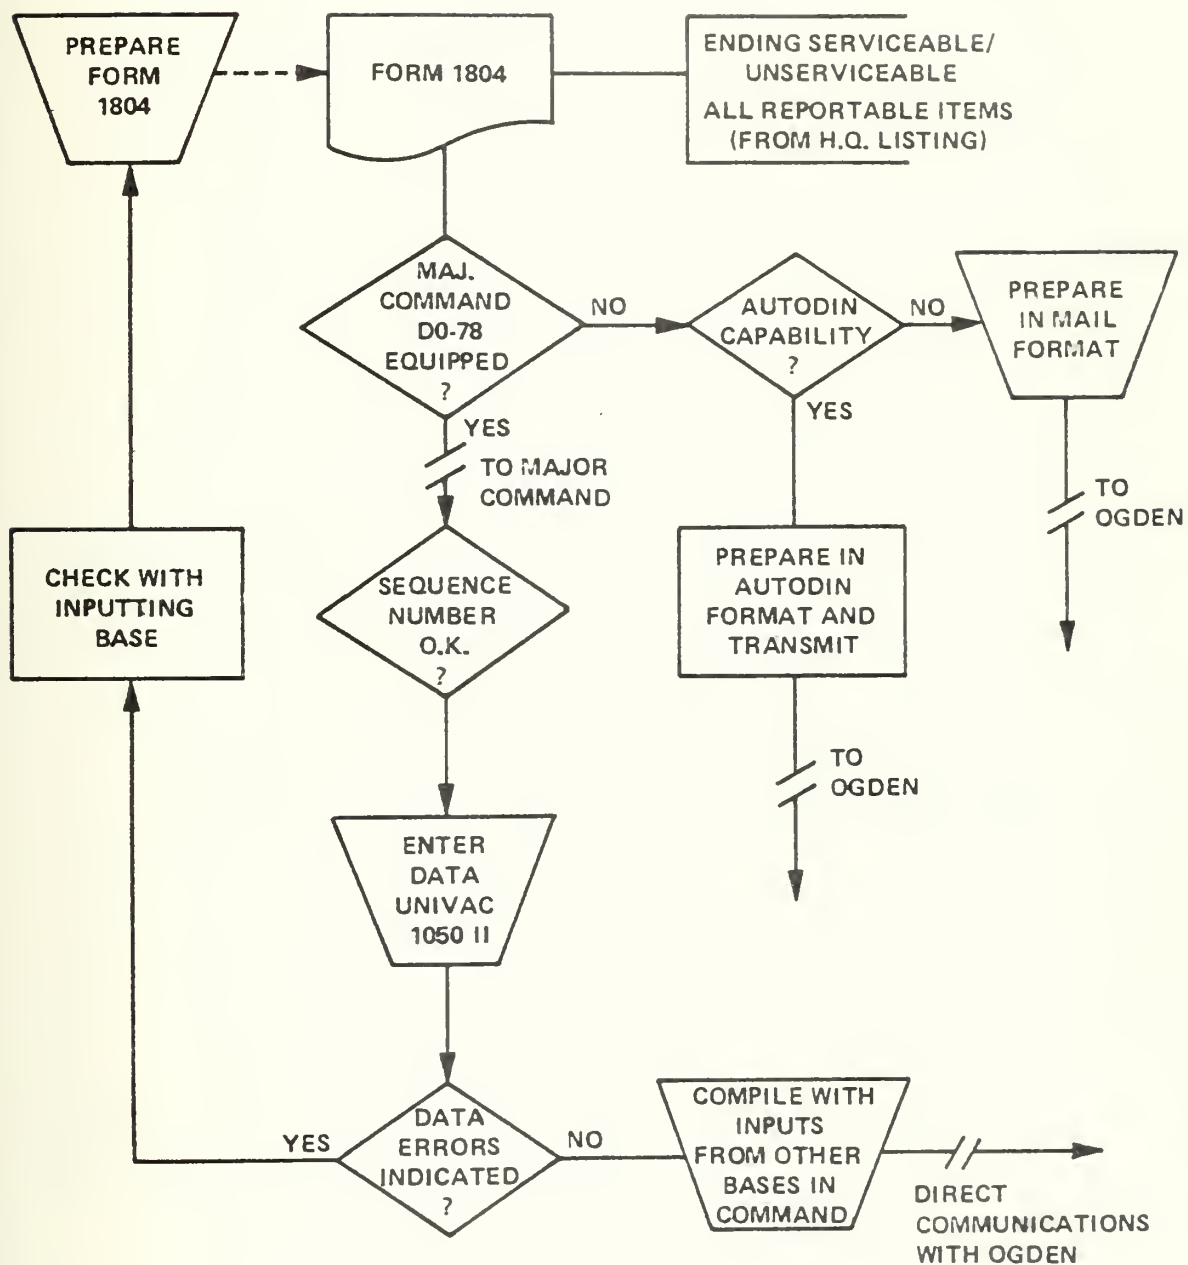 PREPARE
FORM
1804
FORM 1804
ENDING SERVICEABLE/
UNSERVICEABLE
ALL REPORTABLE ITEMS
(FROM H.Q. LISTING)
MAJ.
COMMAND
D0-78
EQUIPPED
?
NO
AUTODIN
CAPABILITY
?
NO
PREPARE
IN MAIL
FORMAT
YES
TO MAJOR
COMMAND
YES
TO
OGDEN
CHECK WITH
INPUTTING
BASE
SEQUENCE
NUMBER
O.K.
?
PREPARE IN
AUTODIN
FORMAT AND
TRANSMIT
TO
OGDEN
ENTER
DATA
UNIVAC
1050 II
YES
DATA
ERRORS
INDICATED
?
NO
COMPILE WITH
INPUTS
FROM OTHER
BASES IN
COMMAND
DIRECT
COMMUNICATIONS
WITH OGDEN